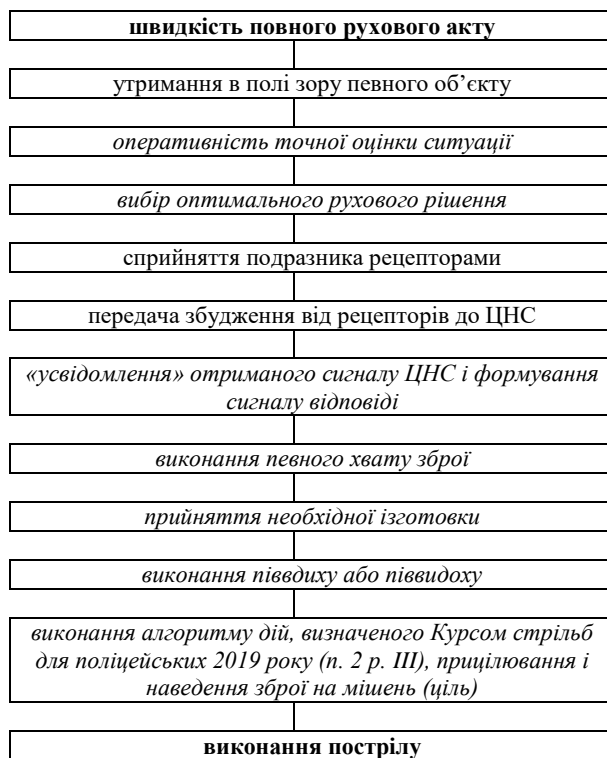 швидкість повного рухового акту
утримання в полі зору певного об’єкту
оперативність точної оцінки ситуації
вибір оптимального рухового рішення
сприйняття подразника рецепторами
передача збудження від рецепторів до ЦНС
«усвідомлення» отриманого сигналу ЦНС і формування
сигналу відповіді
виконання певного хвату зброї
прийняття необхідної ізготовки
виконання піввдиху або піввидоху
виконання алгоритму дій, визначеного Курсом стрільб
для поліцейських 2019 року (п. 2 р. ІІІ), прицілювання і
наведення зброї на мішень (ціль)
виконання пострілу